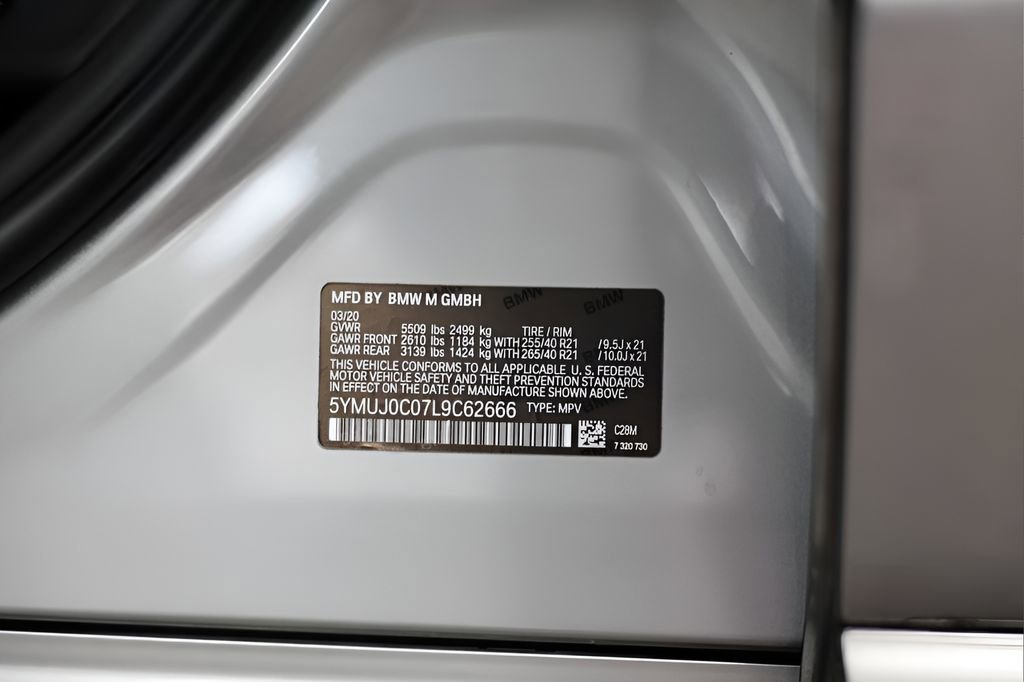 MFD BY BMW M GMBH
BMW BMW
03/20
GVWR 5509 lbs 2499 kg TIRE / RIM
GAWR FRONT 2610 lbs 1184 kg WITH 255/40 R21 / 9.5J x 21
GAWR REAR 3139 lbs 1424 kg WITH 265/40 R21 / 10.0J x 21
THIS VEHICLE CONFORMS TO ALL APPLICABLE U. S. FEDERAL
MOTOR VEHICLE SAFETY AND THEFT PREVENTION STANDARDS
IN EFFECT ON THE DATE OF MANUFACTURE SHOWN ABOVE.
5YMUJ0C07L9C62666 TYPE: MPV
C28M
7 320 730